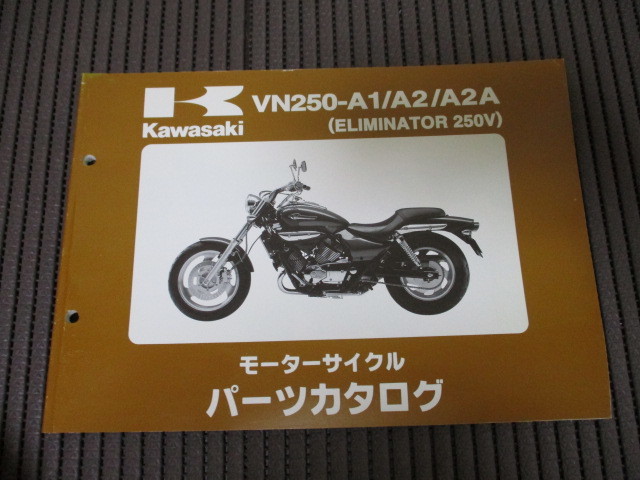 Kawasaki
VN250-A1/A2/A2A
(ELIMINATOR 250V)
モーターサイクル
パーツカタログ